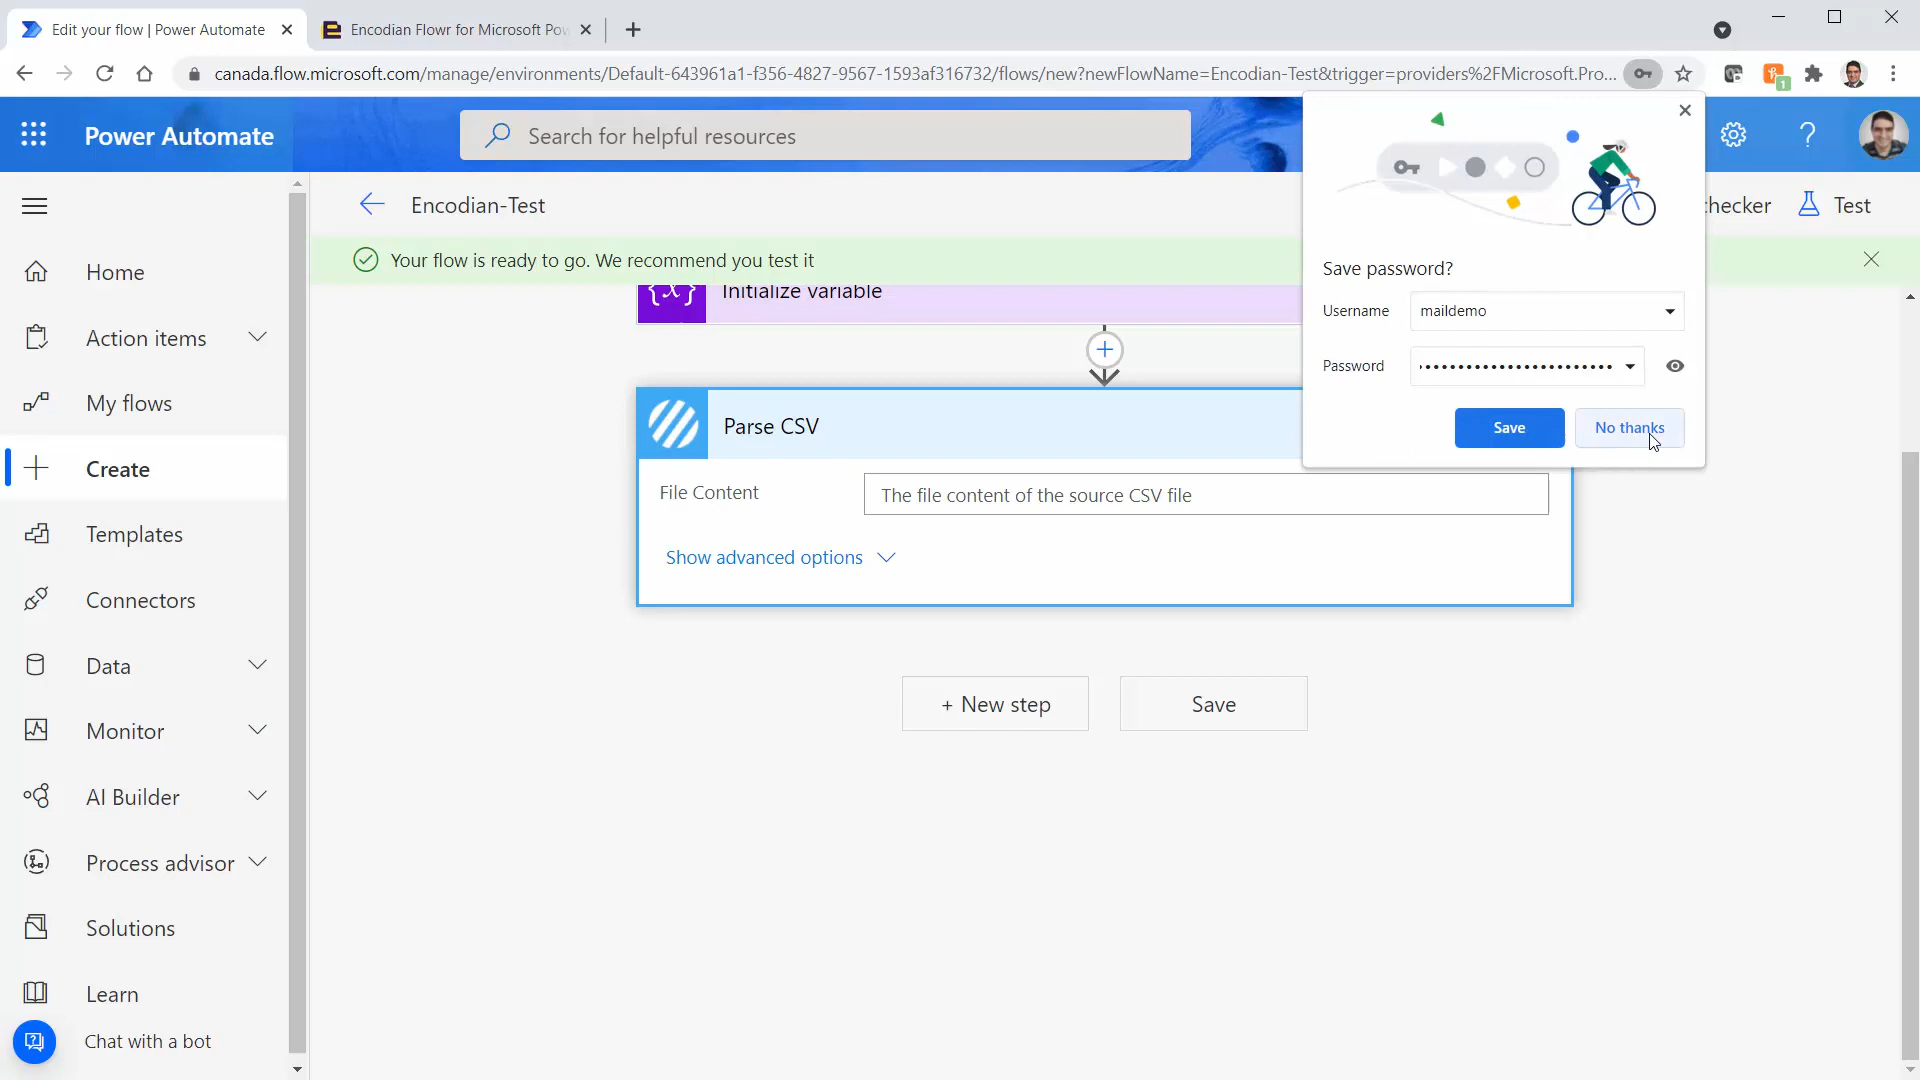 Edit your flow | Power Automate
Encodian Flowr for Microsoft Pow
canada.flow.microsoft.com/manage/environments/Default-643961a1-f356-4827-9567-1593af316732/flows/new?newFlowName=Encodian-Test&trigger=providers%2FMicrosoft.Pro...
1
Power Automate
Search for helpful resources
?
Encodian-Test
checker
Test
Your flow is ready to go. We recommend you test it
Home
Action items
My flows
Create
Templates
Connectors
Data
Monitor
AI Builder
Process advisor
Solutions
Learn
Chat with a bot
{x}
Initialize variable
Parse CSV
File Content
The file content of the source CSV file
Show advanced options
+ New step
Save
Save password?
Username
maildemo
Password
••••••••••••••••••••••••
Save
No thanks